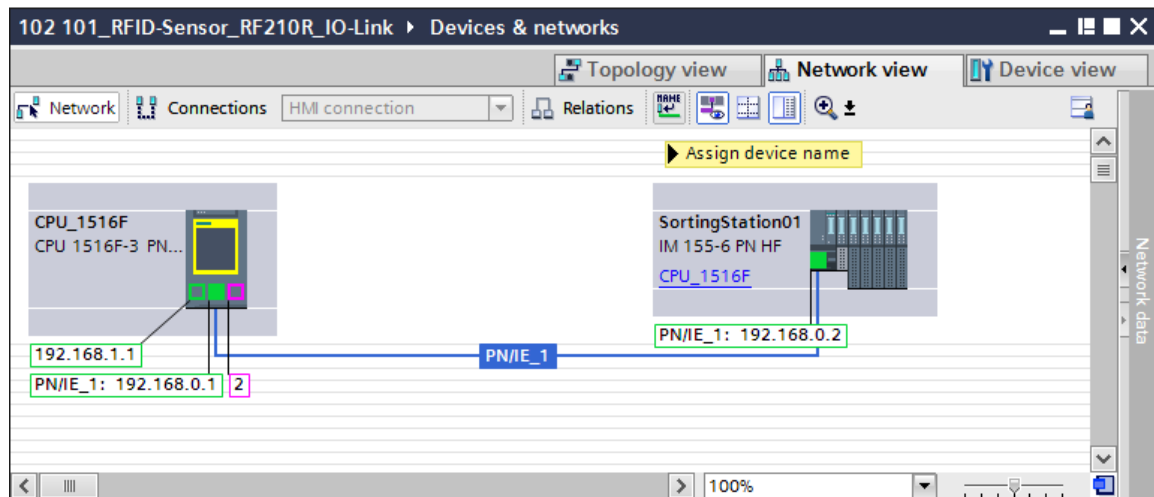 102 101_RFID-Sensor_RF210R_IO-Link ▸ Devices & networks
Topology view
Network view
Device view
Network
Connections
HMI connection
Relations
NAME
Assign device name
CPU_1516F
CPU 1516F-3 PN...
SortingStation01
IM 155-6 PN HF
CPU_1516F
192.168.1.1
PN/IE_1: 192.168.0.1
2
PN/IE_1
PN/IE_1: 192.168.0.2
Network data
100%